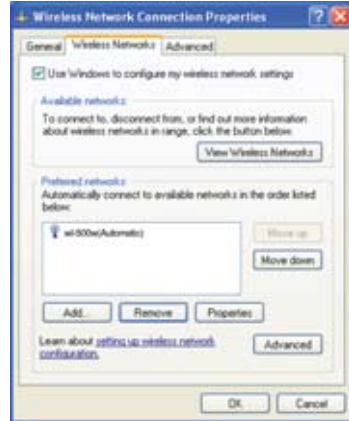 Wireless Network Connection Properties
General Wireless Networks Advanced
Use Windows to configure my wireless network settings
Available networks:
To connect to, disconnect from, or find out more information
about wireless networks in range, click the button below.
View Wireless Networks
Preferred networks:
Automatically connect to available networks in the order listed
below:
wl-500w(Automatic)
Move up
Move down
Add... Remove Properties
Learn about setting up wireless network
configuration.
Advanced
OK Cancel